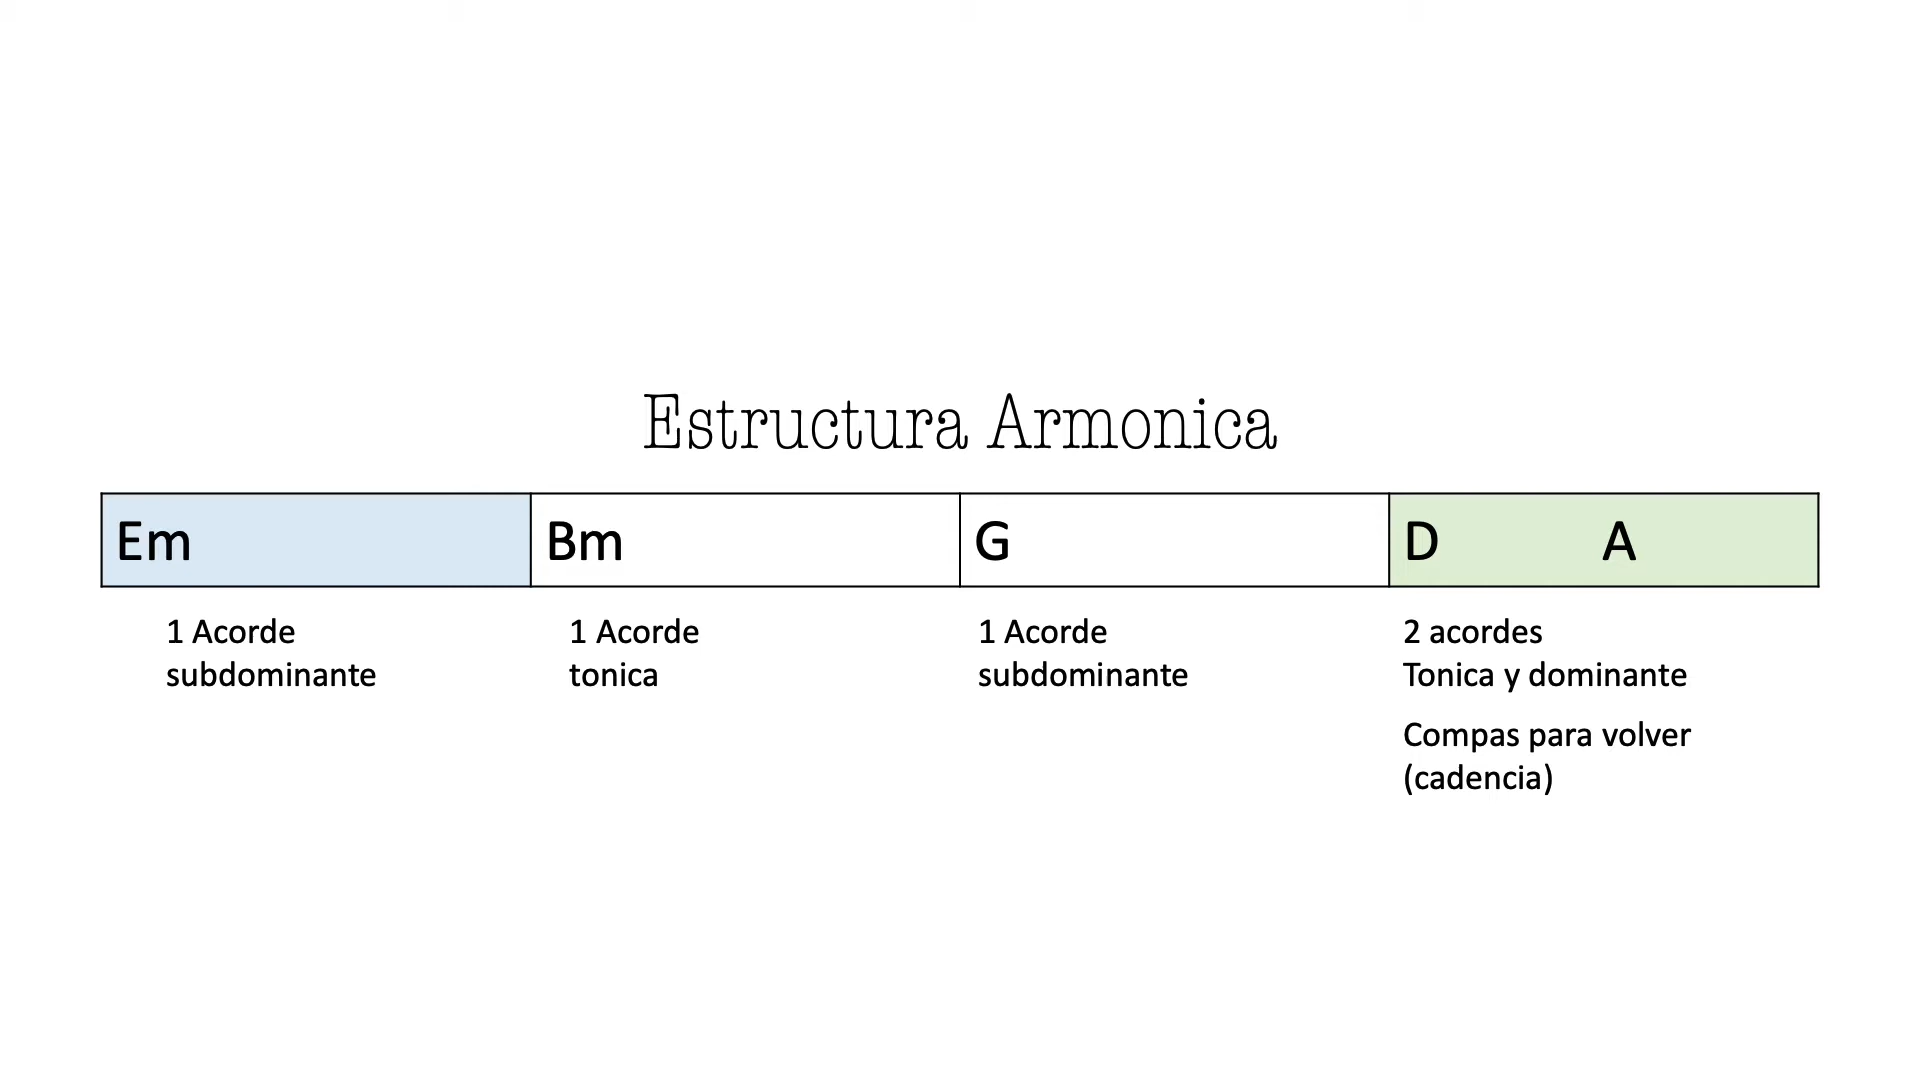 Estructura Armonica
Em Bm G D A
1 Acorde
subdominante
1 Acorde
tonica
1 Acorde
subdominante
2 acordes
Tonica y dominante
Compas para volver
(cadencia)